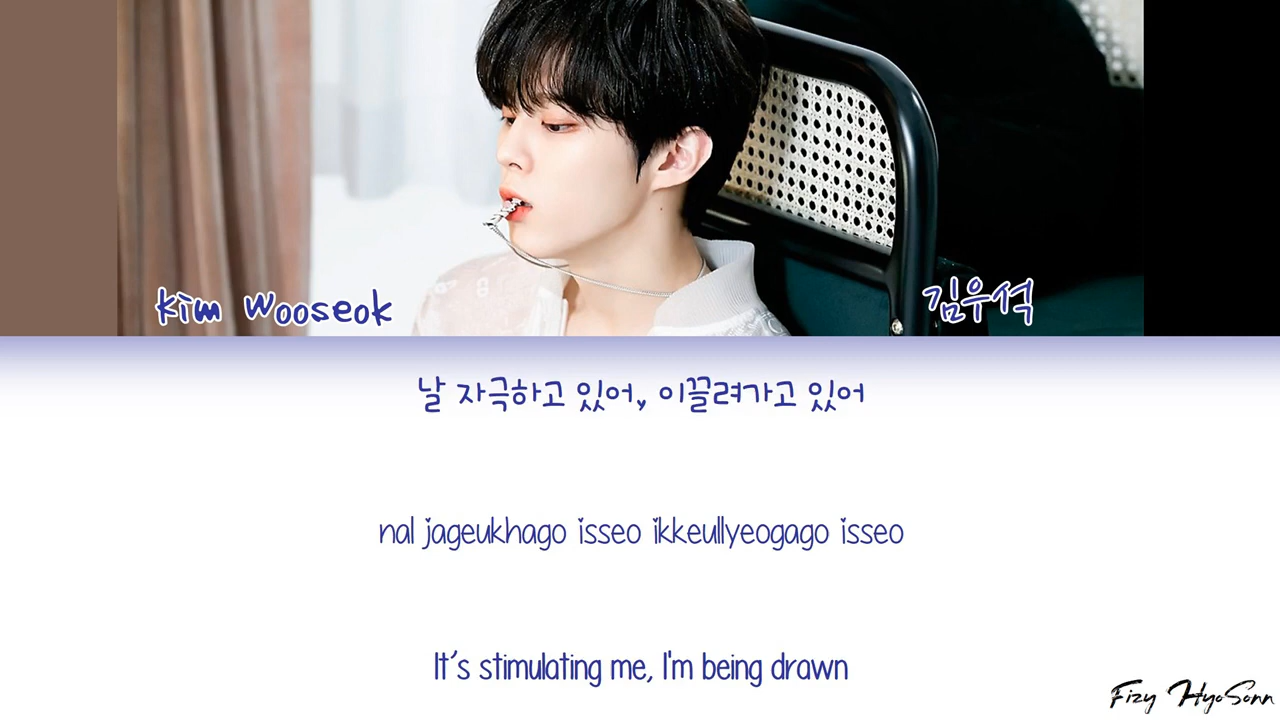 Kim Wooseok
김우석
날 자극하고 있어, 이끌려가고 있어
nal jageukhago isseo ikkeullyeogago isseo
It's stimulating me, I'm being drawn
Fizy HyoSonn